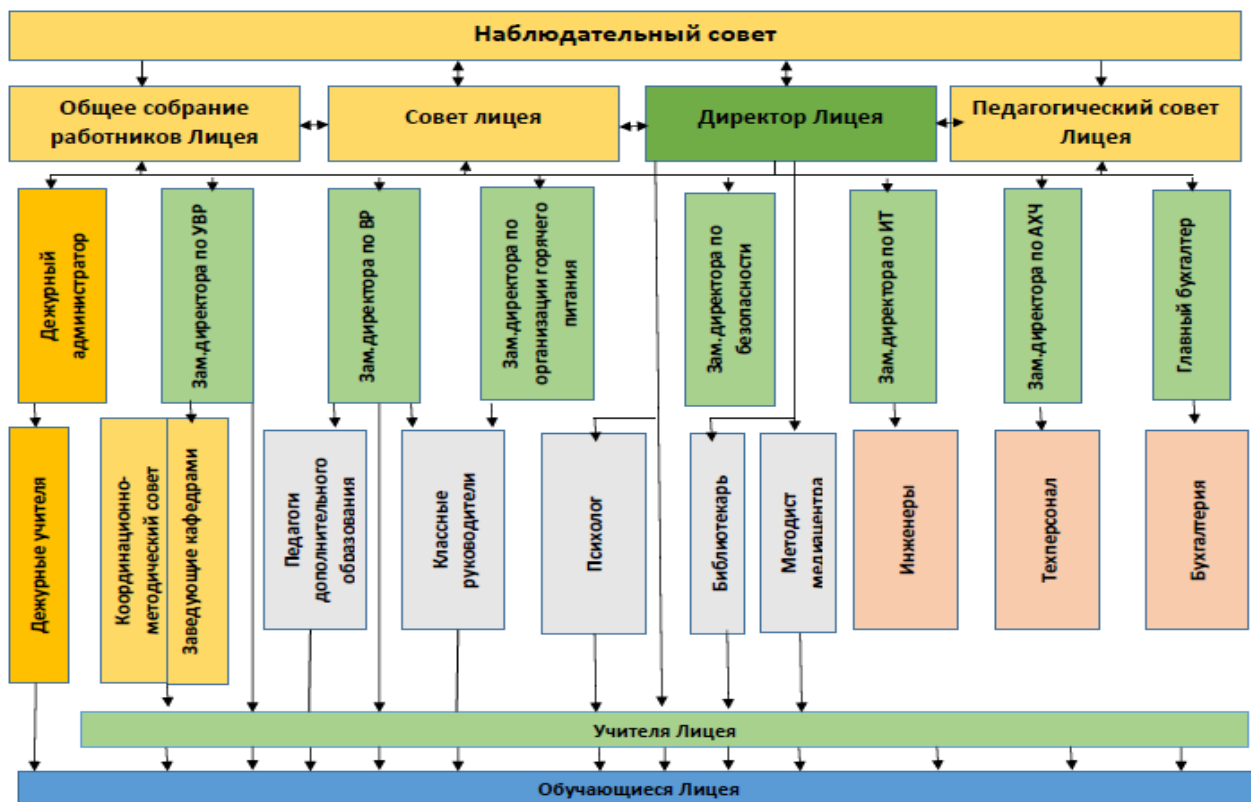 Наблюдательный совет
Общее собрание
работников Лицея
Совет лицея
Директор Лицея
Педагогический совет
Лицея
Дежурный
администратор
Зам.директора по УВР
Зам.директора по ВР
Зам.директора по
организации горячего
питания
Зам.директора по
безопасности
Зам.директора по ИТ
Зам.директора по АХЧ
Главный бухгалтер
Дежурные учителя
Координационно-
методический совет
Заведующие кафедрами
Педагоги
дополнительного
образования
Классные
руководители
Психолог
Библиотекарь
Методист
медиацентра
Инженеры
Техперсонал
Бухгалтерия
Учителя Лицея
Обучающиеся Лицея